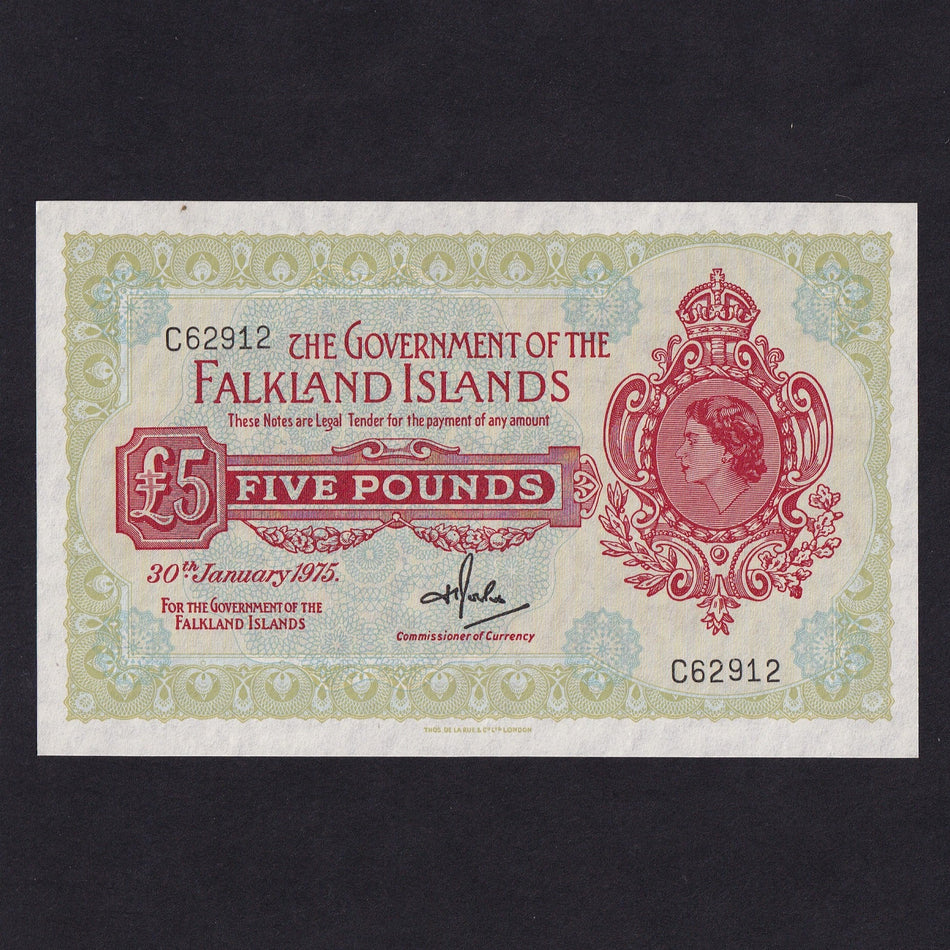 C62912
THE GOVERNMENT OF THE
FALKLAND ISLANDS
These Notes are Legal Tender for the payment of any amount
£5
FIVE POUNDS
30th January 1975.
FOR THE GOVERNMENT OF THE
FALKLAND ISLANDS
Commissioner of Currency
C62912
THOS. DE LA RUE & CO. LTD. LONDON